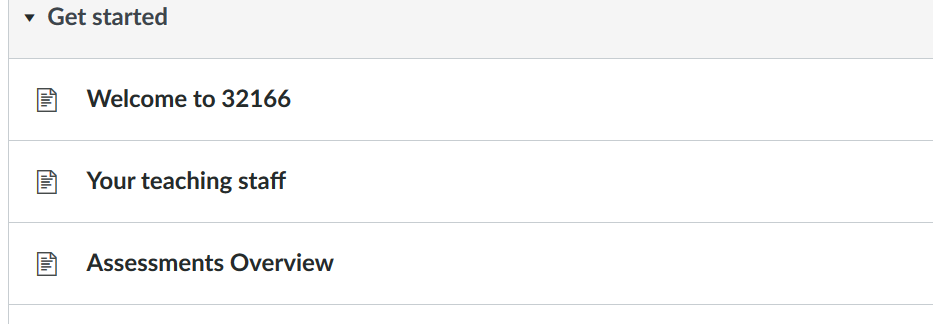 Get started
Welcome to 32166
Your teaching staff
Assessments Overview